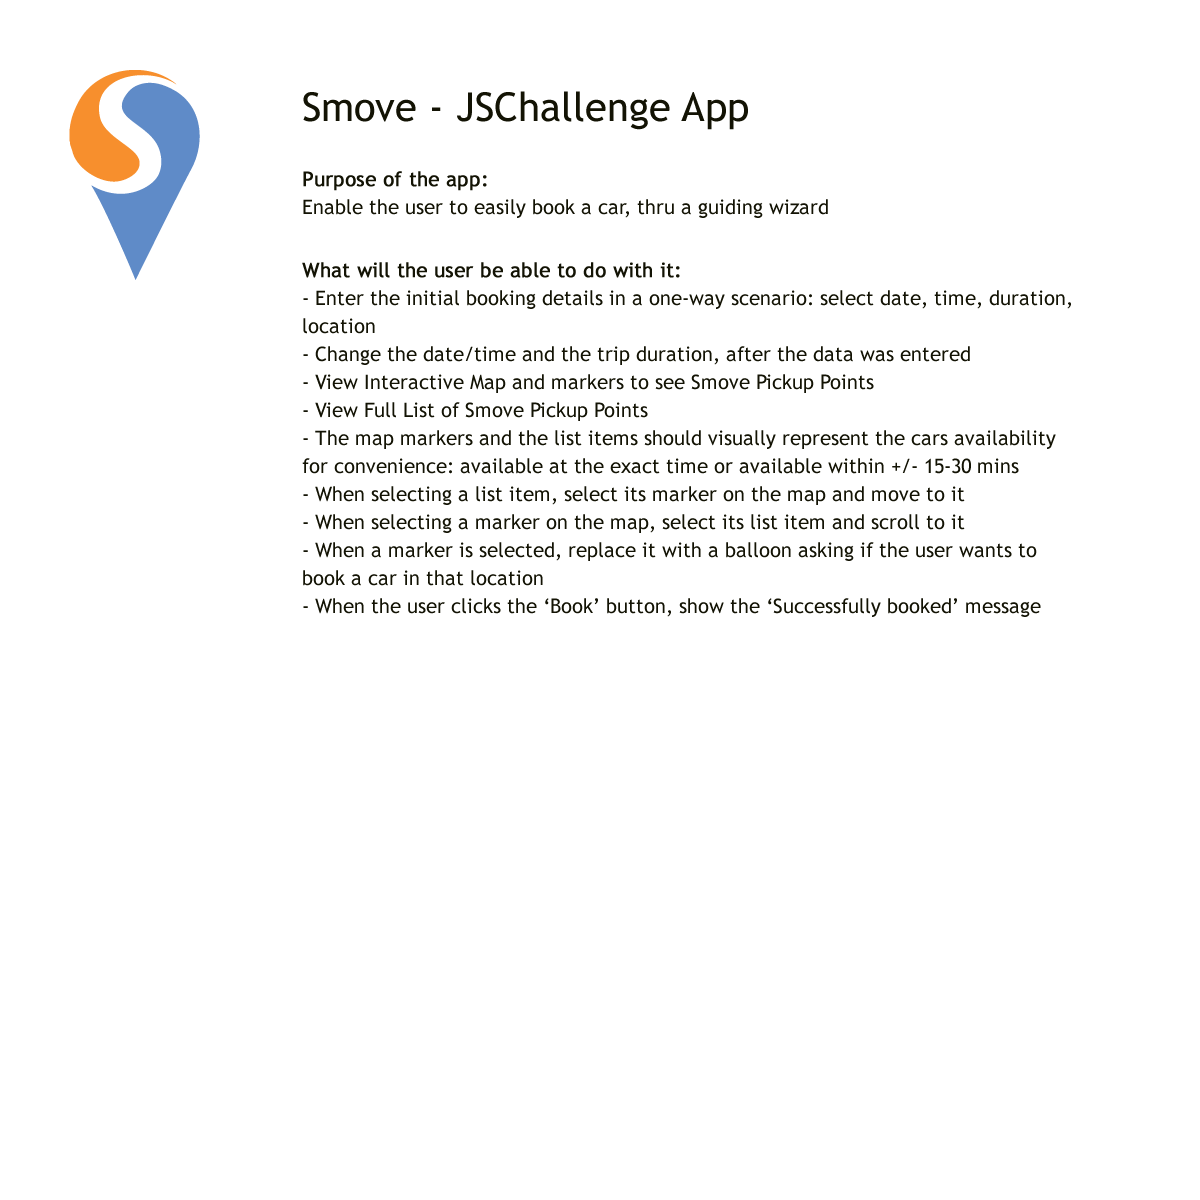 Smove - JSChallenge App
Purpose of the app:
Enable the user to easily book a car, thru a guiding wizard
What will the user be able to do with it:
- Enter the initial booking details in a one-way scenario: select date, time, duration,
location
- Change the date/time and the trip duration, after the data was entered
- View Interactive Map and markers to see Smove Pickup Points
- View Full List of Smove Pickup Points
- The map markers and the list items should visually represent the cars availability
for convenience: available at the exact time or available within +/- 15-30 mins
- When selecting a list item, select its marker on the map and move to it
- When selecting a marker on the map, select its list item and scroll to it
- When a marker is selected, replace it with a balloon asking if the user wants to
book a car in that location
- When the user clicks the ‘Book’ button, show the ‘Successfully booked’ message